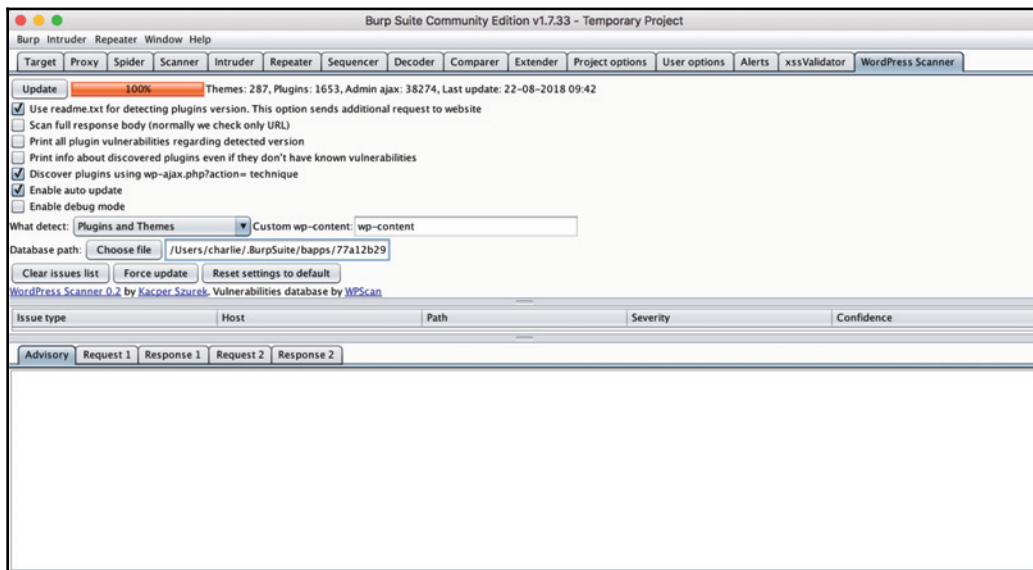 Burp Suite Community Edition v1.7.33 - Temporary Project
Burp Intruder Repeater Window Help
Target Proxy Spider Scanner Intruder Repeater Sequencer Decoder Comparer Extender Project options User options Alerts xssValidator WordPress Scanner
Update 100% Themes: 287, Plugins: 1653, Admin ajax: 38274, Last update: 22-08-2018 09:42
Use readme.txt for detecting plugins version. This option sends additional request to website
Scan full response body (normally we check only URL)
Print all plugin vulnerabilities regarding detected version
Print info about discovered plugins even if they don't have known vulnerabilities
Discover plugins using wp-ajax.php?action= technique
Enable auto update
Enable debug mode
What detect: Plugins and Themes Custom wp-content: wp-content
Database path: Choose file /Users/charlie/.BurpSuite/bapps/77a12b29
Clear issues list Force update Reset settings to default
WordPress Scanner 0.2 by Kacper Szurek. Vulnerabilities database by WPScan
Issue type Host Path Severity Confidence
Advisory Request 1 Response 1 Request 2 Response 2